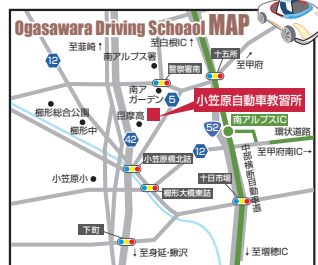 Ogasawara Driving Schoaol MAP
至韮崎↑
至白根IC↑
南アルプス署
十五所
至甲府
12
警察署南
南ア
ガーデン
5
小笠原自動車教習所
櫛形総合公園
櫛形中
巨摩高
南アルプスIC
52
環状道路
42
小笠原橋北詰
12
至甲府南IC→
小笠原小
櫛形大橋東詰
十日市場
中部横断自動車道
下町
↓至身延・鰍沢
↓至増穂IC